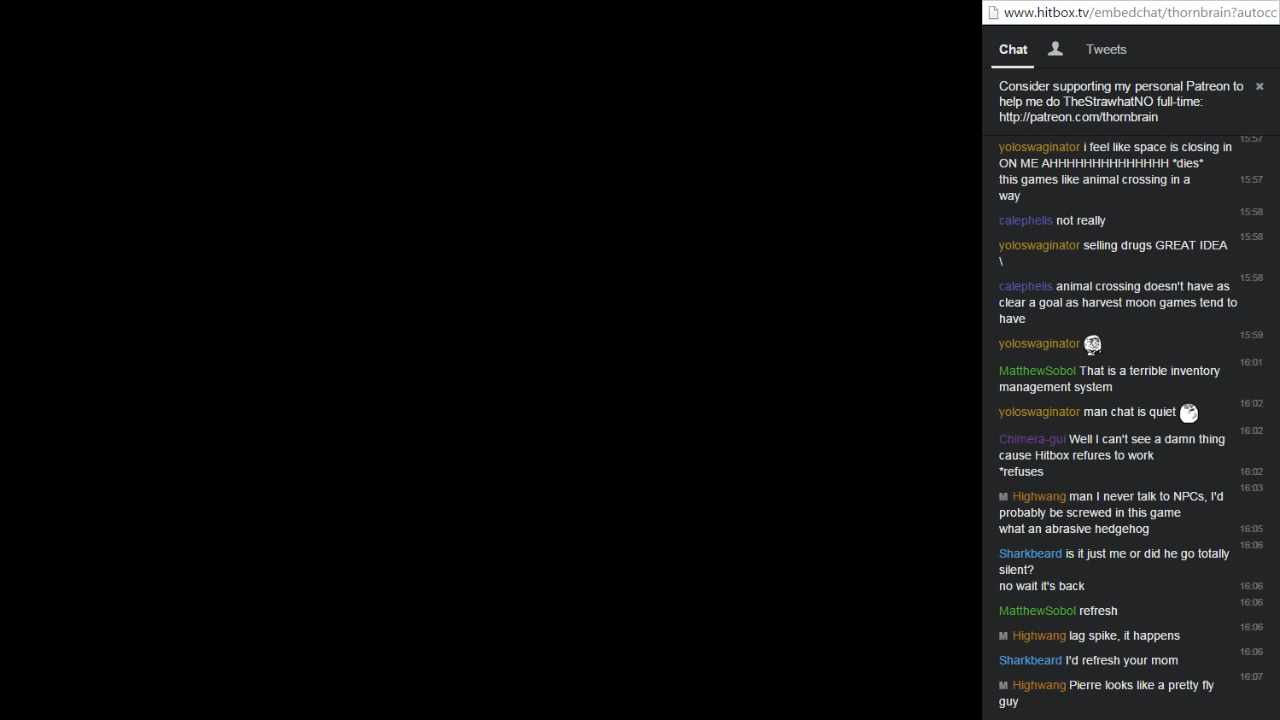 www.hitbox.tv/embedchat/thornbrain?autocc
Chat Tweets
Consider supporting my personal Patreon to
help me do TheStrawhatNO full-time:
http://patreon.com/thornbrain
15:57
yoloswaginator i feel like space is closing in
ON ME AHHHHHHHHHHHHHH *dies*
this games like animal crossing in a 15:57
way
15:58
calephelis not really
15:58
yoloswaginator selling drugs GREAT IDEA
\
15:58
calephelis animal crossing doesn't have as
clear a goal as harvest moon games tend to
have
15:59
yoloswaginator
16:01
MatthewSobol That is a terrible inventory
management system
16:02
yoloswaginator man chat is quiet
16:02
Chimera-gui Well I can't see a damn thing
cause Hitbox refures to work
*refuses 16:02
16:03
M Highwang man I never talk to NPCs, I'd
probably be screwed in this game
what an abrasive hedgehog 16:05
16:06
Sharkbeard is it just me or did he go totally
silent?
no wait it's back 16:06
16:06
MatthewSobol refresh
16:06
M Highwang lag spike, it happens
16:06
Sharkbeard I'd refresh your mom
16:07
M Highwang Pierre looks like a pretty fly
guy